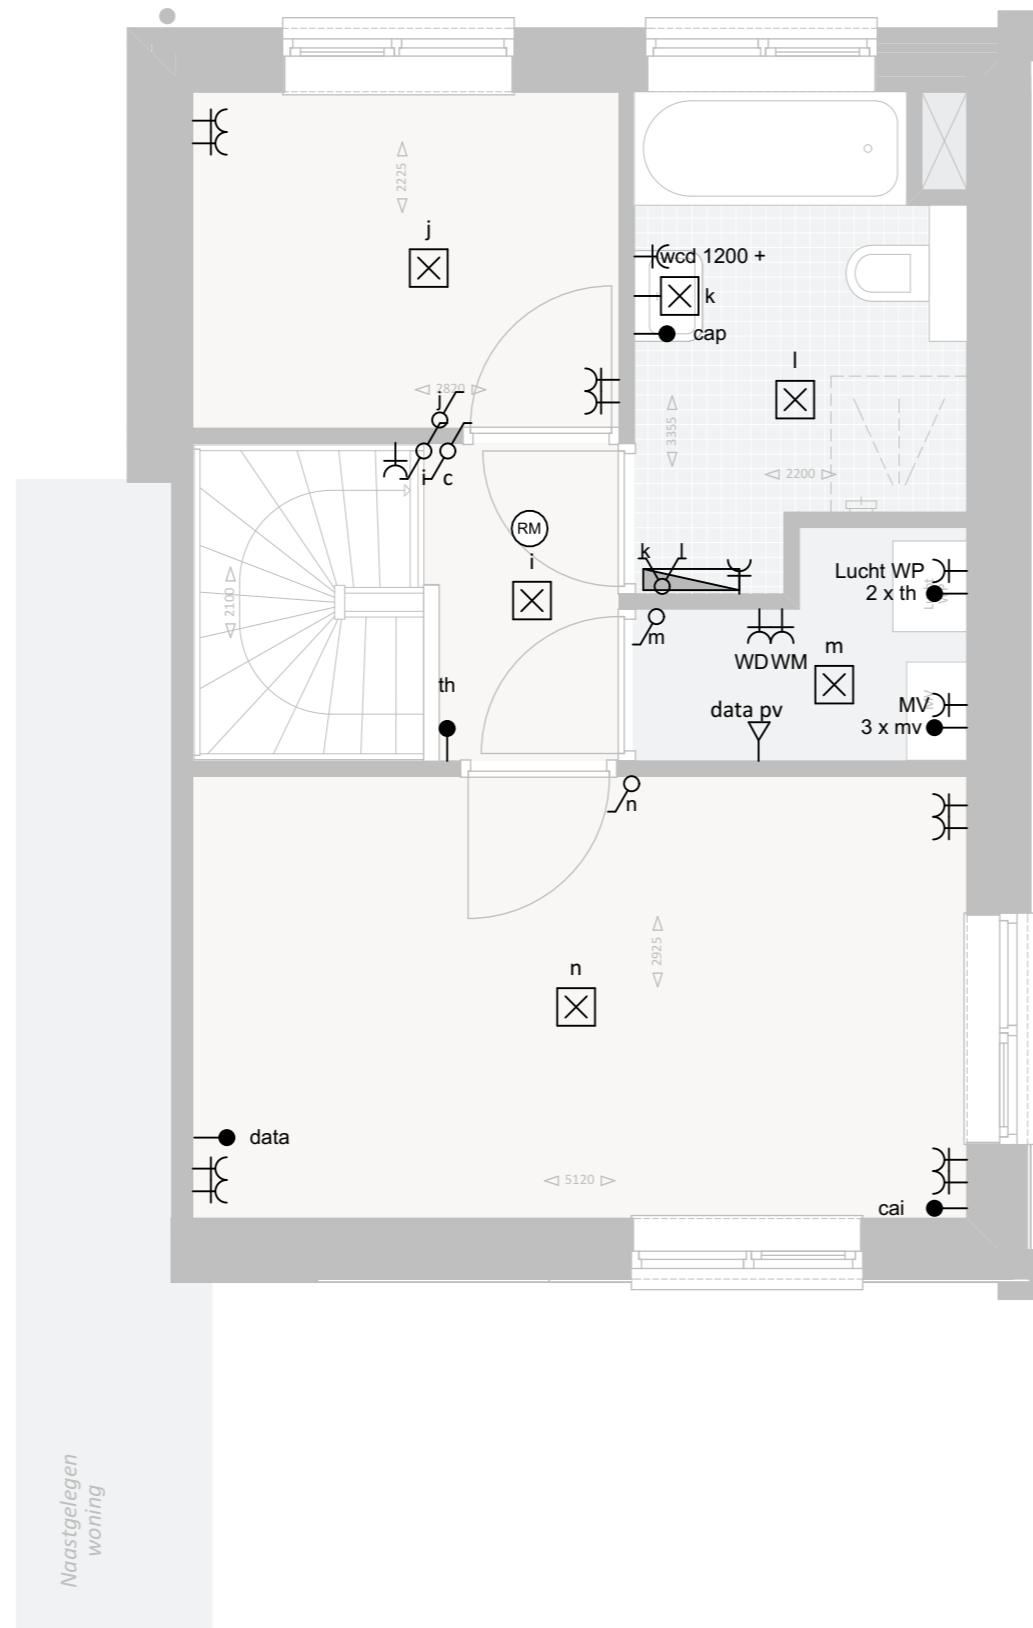 2225
j
wcd 1200 +
k
cap
l
2820
j
3355
2200
i
c
RM
i
k
l
Lucht WP
2 x th
2100
m
WD WM
m
th
data pv
MV
3 x mv
n
2925
n
data
5120
cai
Naastgelegen
woning